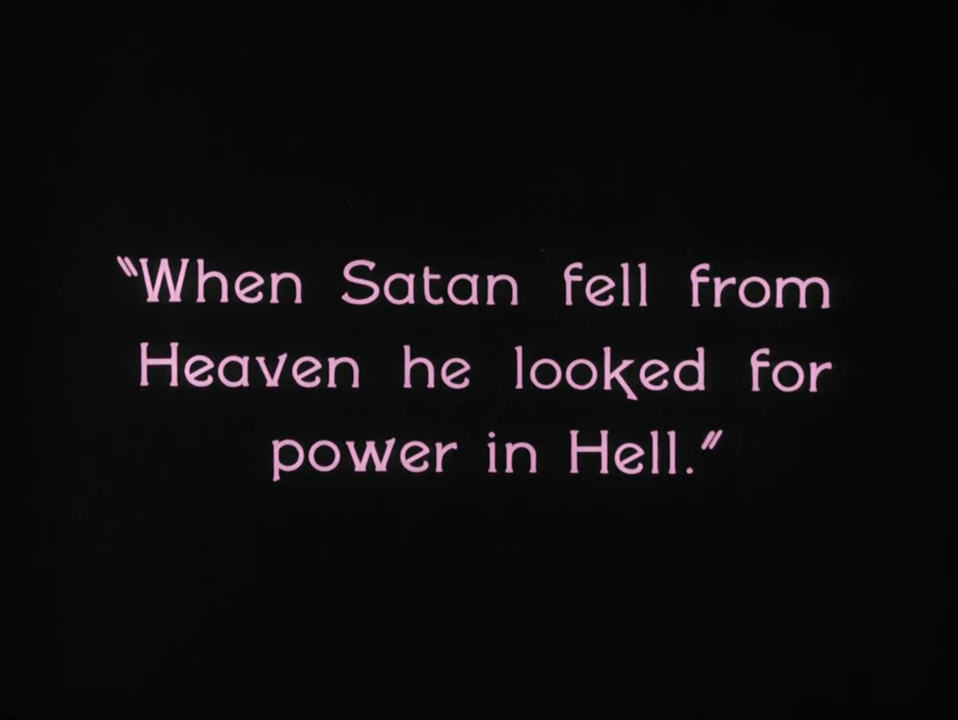 "When Satan fell from
Heaven he looked for
power in Hell."